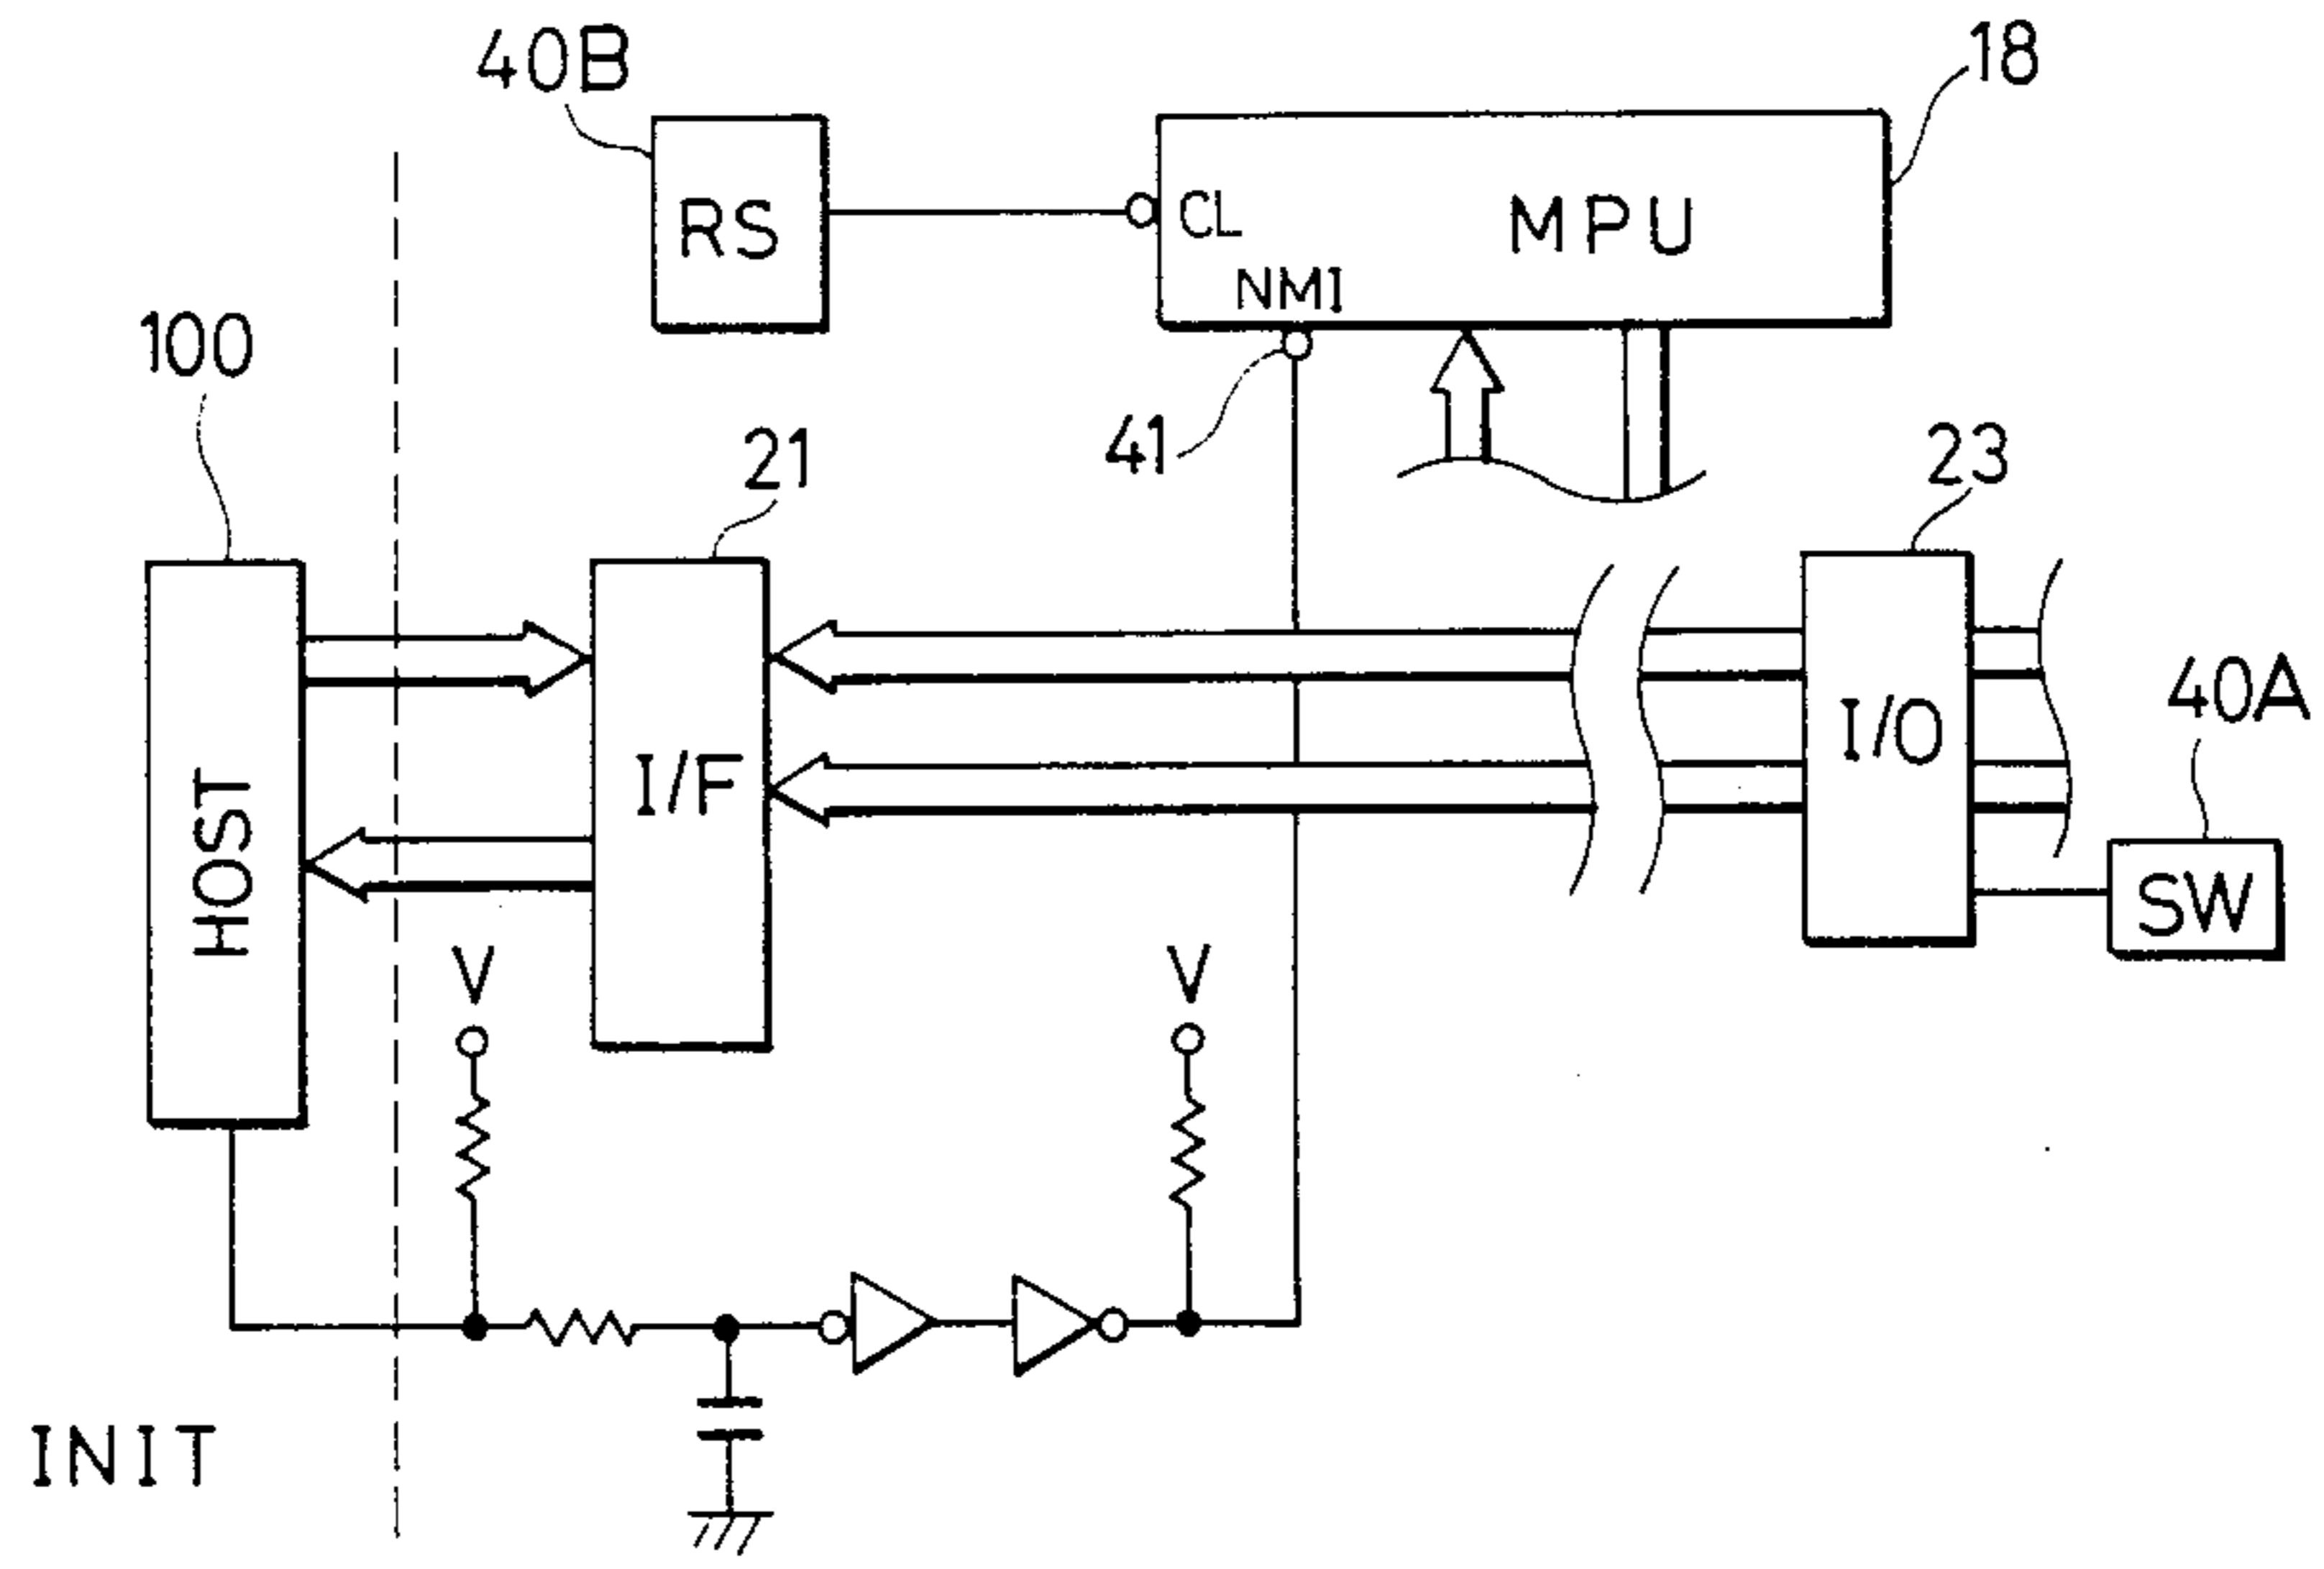 40B
18
RS
CL
MPU
NMI
100
41
21
23
40A
HOST
I/F
I/O
SW
V
V
INIT